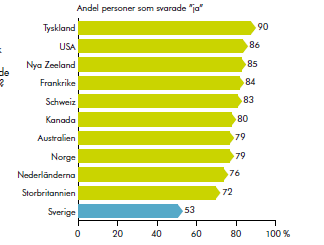 Andel personer som svarade "ja"
Tyskland 90
USA 86
Nya Zeeland 85
Frankrike 84
Schweiz 83
Kanada 80
Australien 79
Norge 79
Nederländerna 76
Storbritannien 72
Sverige 53
0 20 40 60 80 100 %